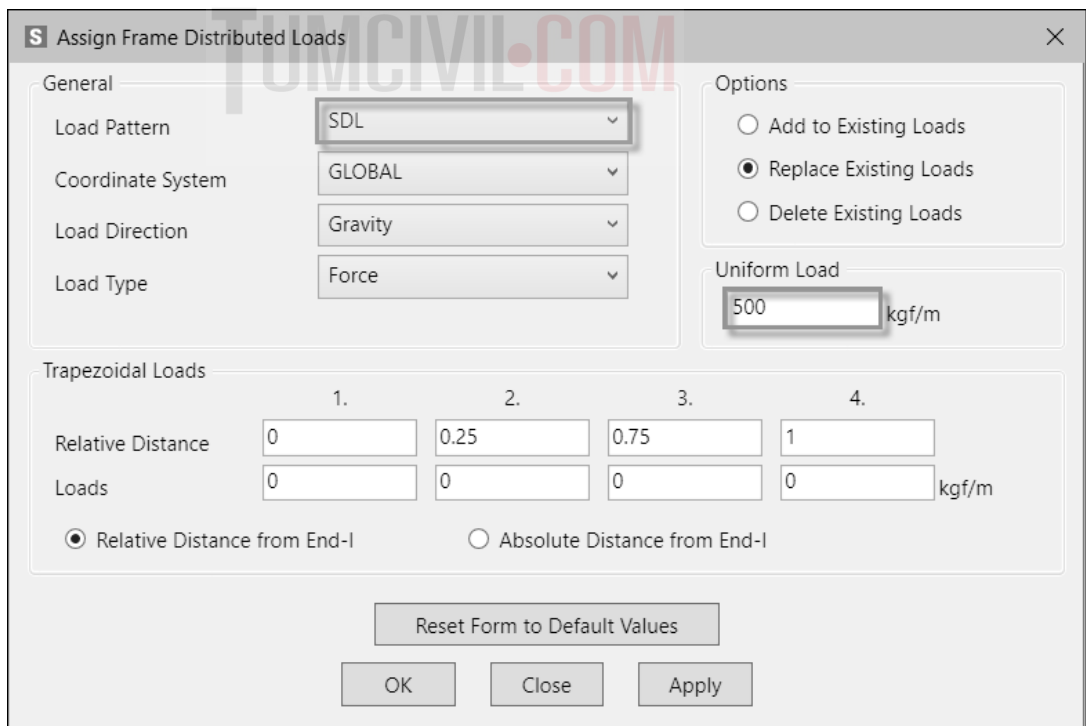 S Assign Frame Distributed Loads
TUMCIVIL•COM
General
Load Pattern SDL
Coordinate System GLOBAL
Load Direction Gravity
Load Type Force
Options
Add to Existing Loads
Replace Existing Loads
Delete Existing Loads
Uniform Load
500 kgf/m
Trapezoidal Loads
1. 2. 3. 4.
Relative Distance 0 0.25 0.75 1
Loads 0 0 0 0 kgf/m
Relative Distance from End-I Absolute Distance from End-I
Reset Form to Default Values
OK Close Apply